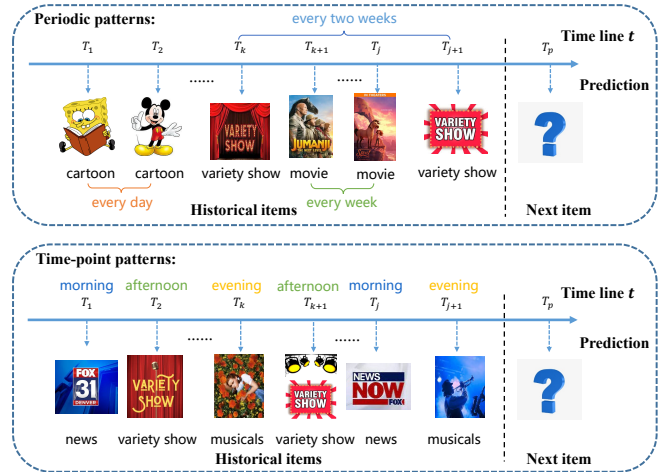 Periodic patterns:
every two weeks
T1 T2 Tk Tk+1 Tj Tj+1 Tp
Time line t
...... ......
Prediction
VARIETY SHOW
JUMANJI
VARIETY SHOW
cartoon cartoon variety show movie movie variety show
every day
every week
Historical items
Next item
Time-point patterns:
morning afternoon evening afternoon morning evening
T1 T2 Tk Tk+1 Tj Tj+1 Tp
Time line t
...... ......
Prediction
FOX
31
DENVER
VARIETY
SHOW
VARIETY
SHOW
NEWS
NOW
FOX
news variety show musicals variety show news musicals
Historical items
Next item